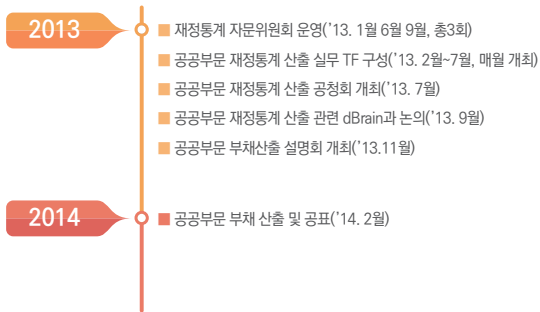 2013
■ 재정통계 자문위원회 운영(’13. 1월 6월 9월, 총3회)
■ 공공부문 재정통계 산출 실무 TF 구성(’13. 2월~7월, 매월 개최)
■ 공공부문 재정통계 산출 공청회 개최(’13. 7월)
■ 공공부문 재정통계 산출 관련 dBrain과 논의(’13. 9월)
■ 공공부문 부채산출 설명회 개최(’13.11월)
2014
■ 공공부문 부채 산출 및 공표(’14. 2월)